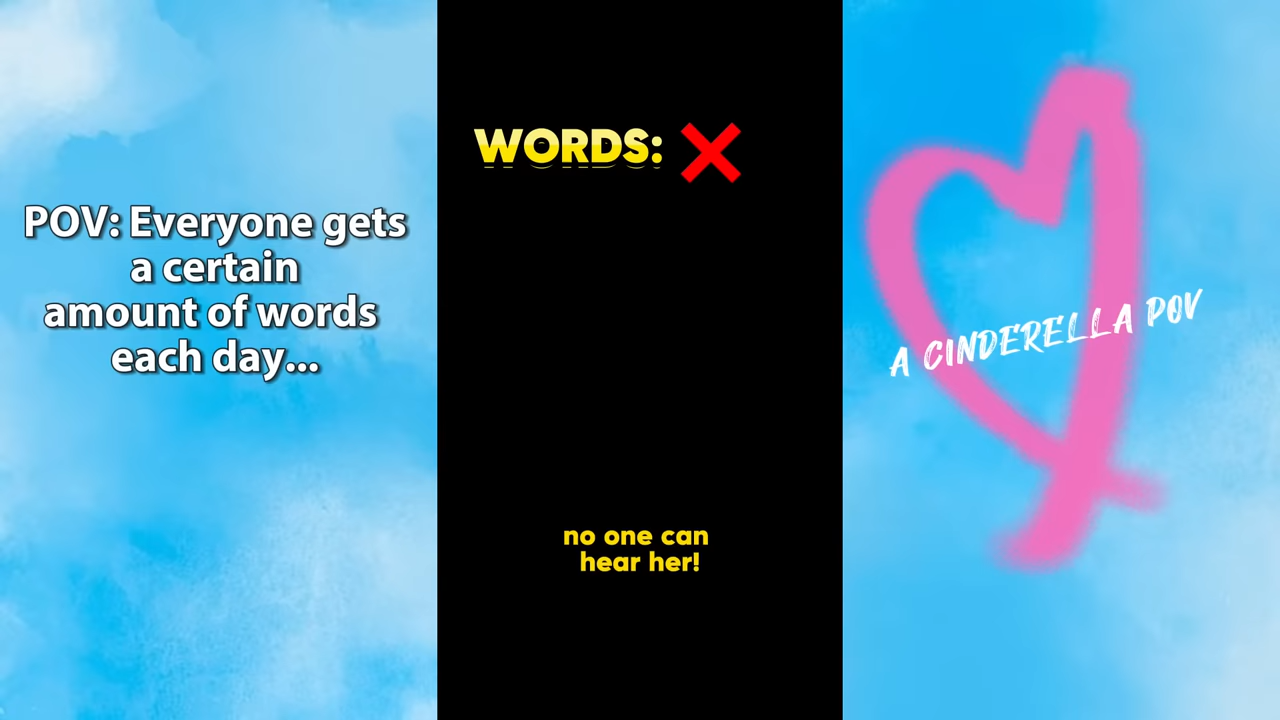 POV: Everyone gets
a certain
amount of words
each day...
WORDS: ❌
no one can
hear her!
A CINDERELLA POV